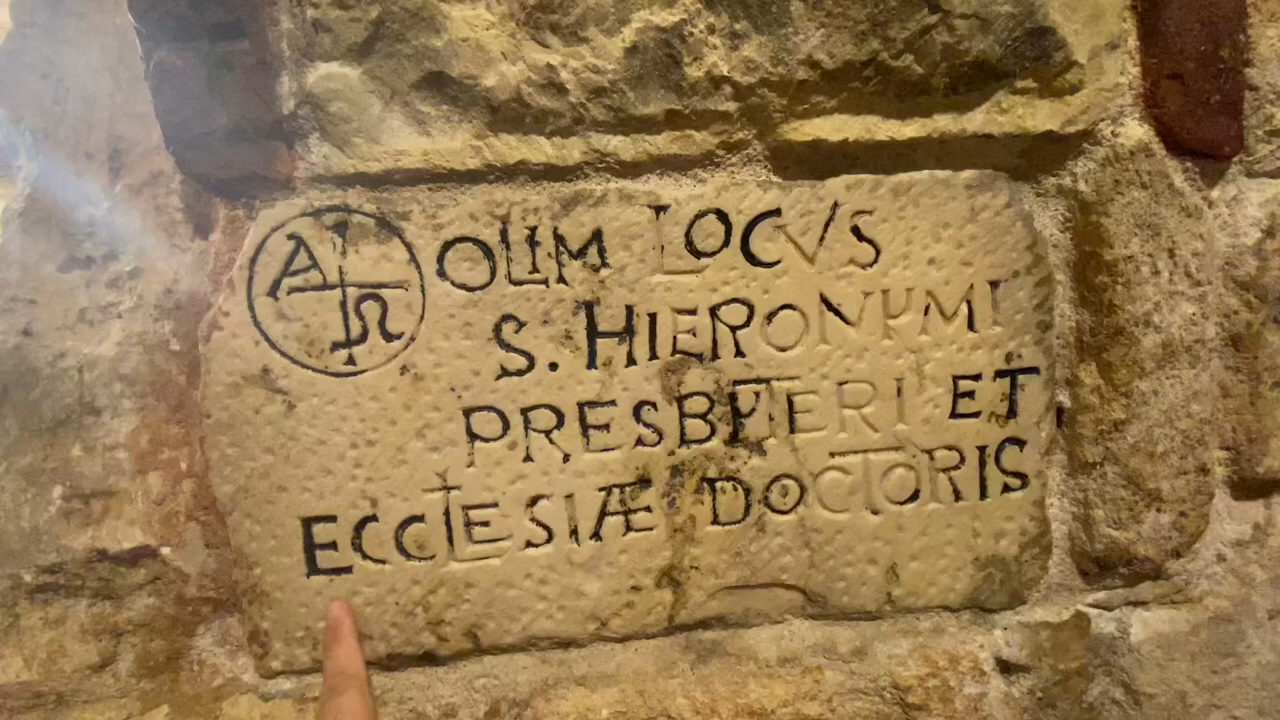 Α Ω OLIM LOCVS
S. HIERONYMI
PRESBYTERI ET
ECCLESIÆ DOCTORIS